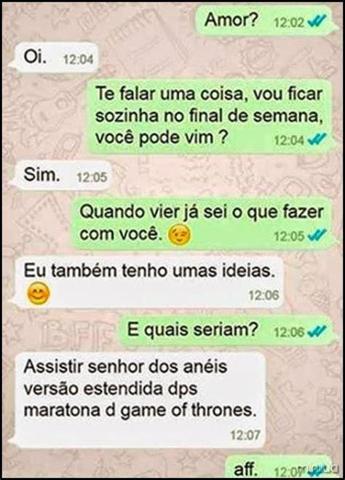 Amor? 12:02
Oi. 12:04
Te falar uma coisa, vou ficar
sozinha no final de semana,
você pode vim ? 12:04
Sim. 12:05
Quando vier já sei o que fazer
com você. 😉 12:05
Eu também tenho umas ideias.
😊 12:06
E quais seriam? 12:06
Assistir senhor dos anéis
versão estendida dps
maratona d game of thrones.
12:07
aff. 12:07